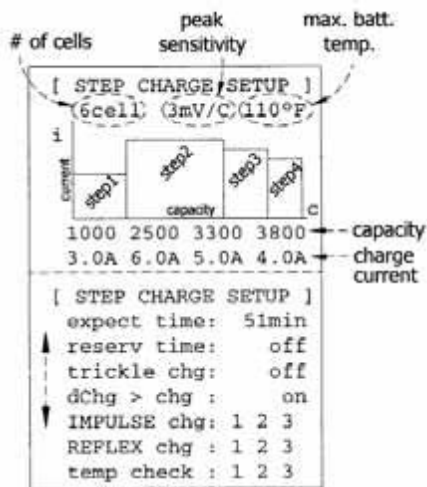 # of cells
peak
sensitivity
max. batt.
temp.
[ STEP CHARGE SETUP ]
(6cell) (3mV/C)(110°F)
i
current
step1
step2
step3
step4
capacity
C
1000 2500 3300 3800
capacity
3.0A 6.0A 5.0A 4.0A
charge
current
[ STEP CHARGE SETUP ]
expect time: 51min
reserv time: off
trickle chg: off
dChg > chg : on
IMPULSE chg: 1 2 3
REFLEX chg : 1 2 3
temp check : 1 2 3